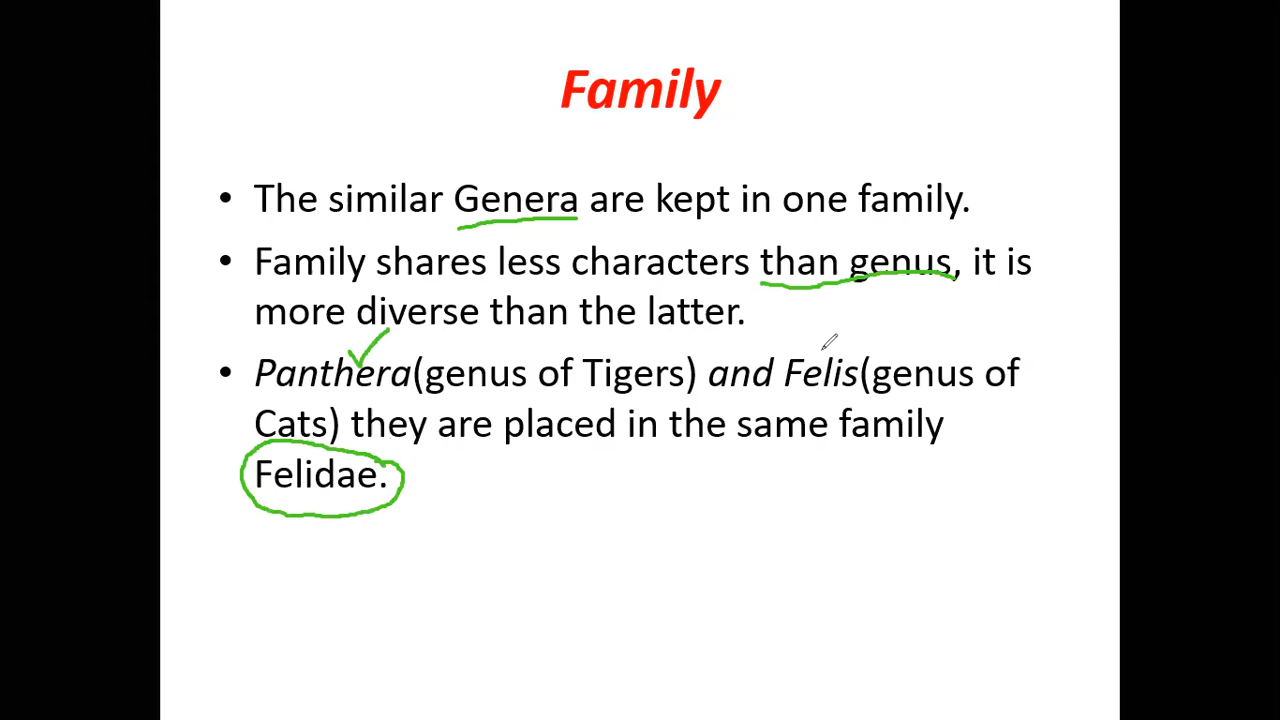 Family
• The similar Genera are kept in one family.
• Family shares less characters than genus, it is
more diverse than the latter.
• Panthera(genus of Tigers) and Felis(genus of
Cats) they are placed in the same family
Felidae.